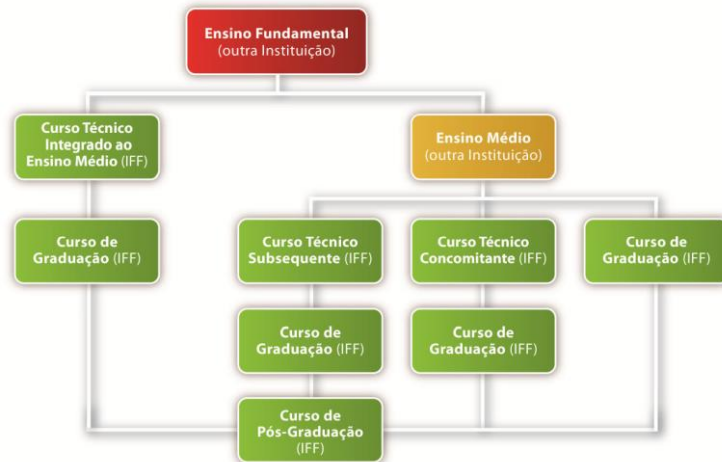 Ensino Fundamental
(outra Instituição)
Curso Técnico
Integrado ao
Ensino Médio (IFF)
Ensino Médio
(outra Instituição)
Curso de
Graduação (IFF)
Curso Técnico
Subsequente (IFF)
Curso Técnico
Concomitante (IFF)
Curso de
Graduação (IFF)
Curso de
Graduação (IFF)
Curso de
Graduação (IFF)
Curso de
Pós-Graduação
(IFF)